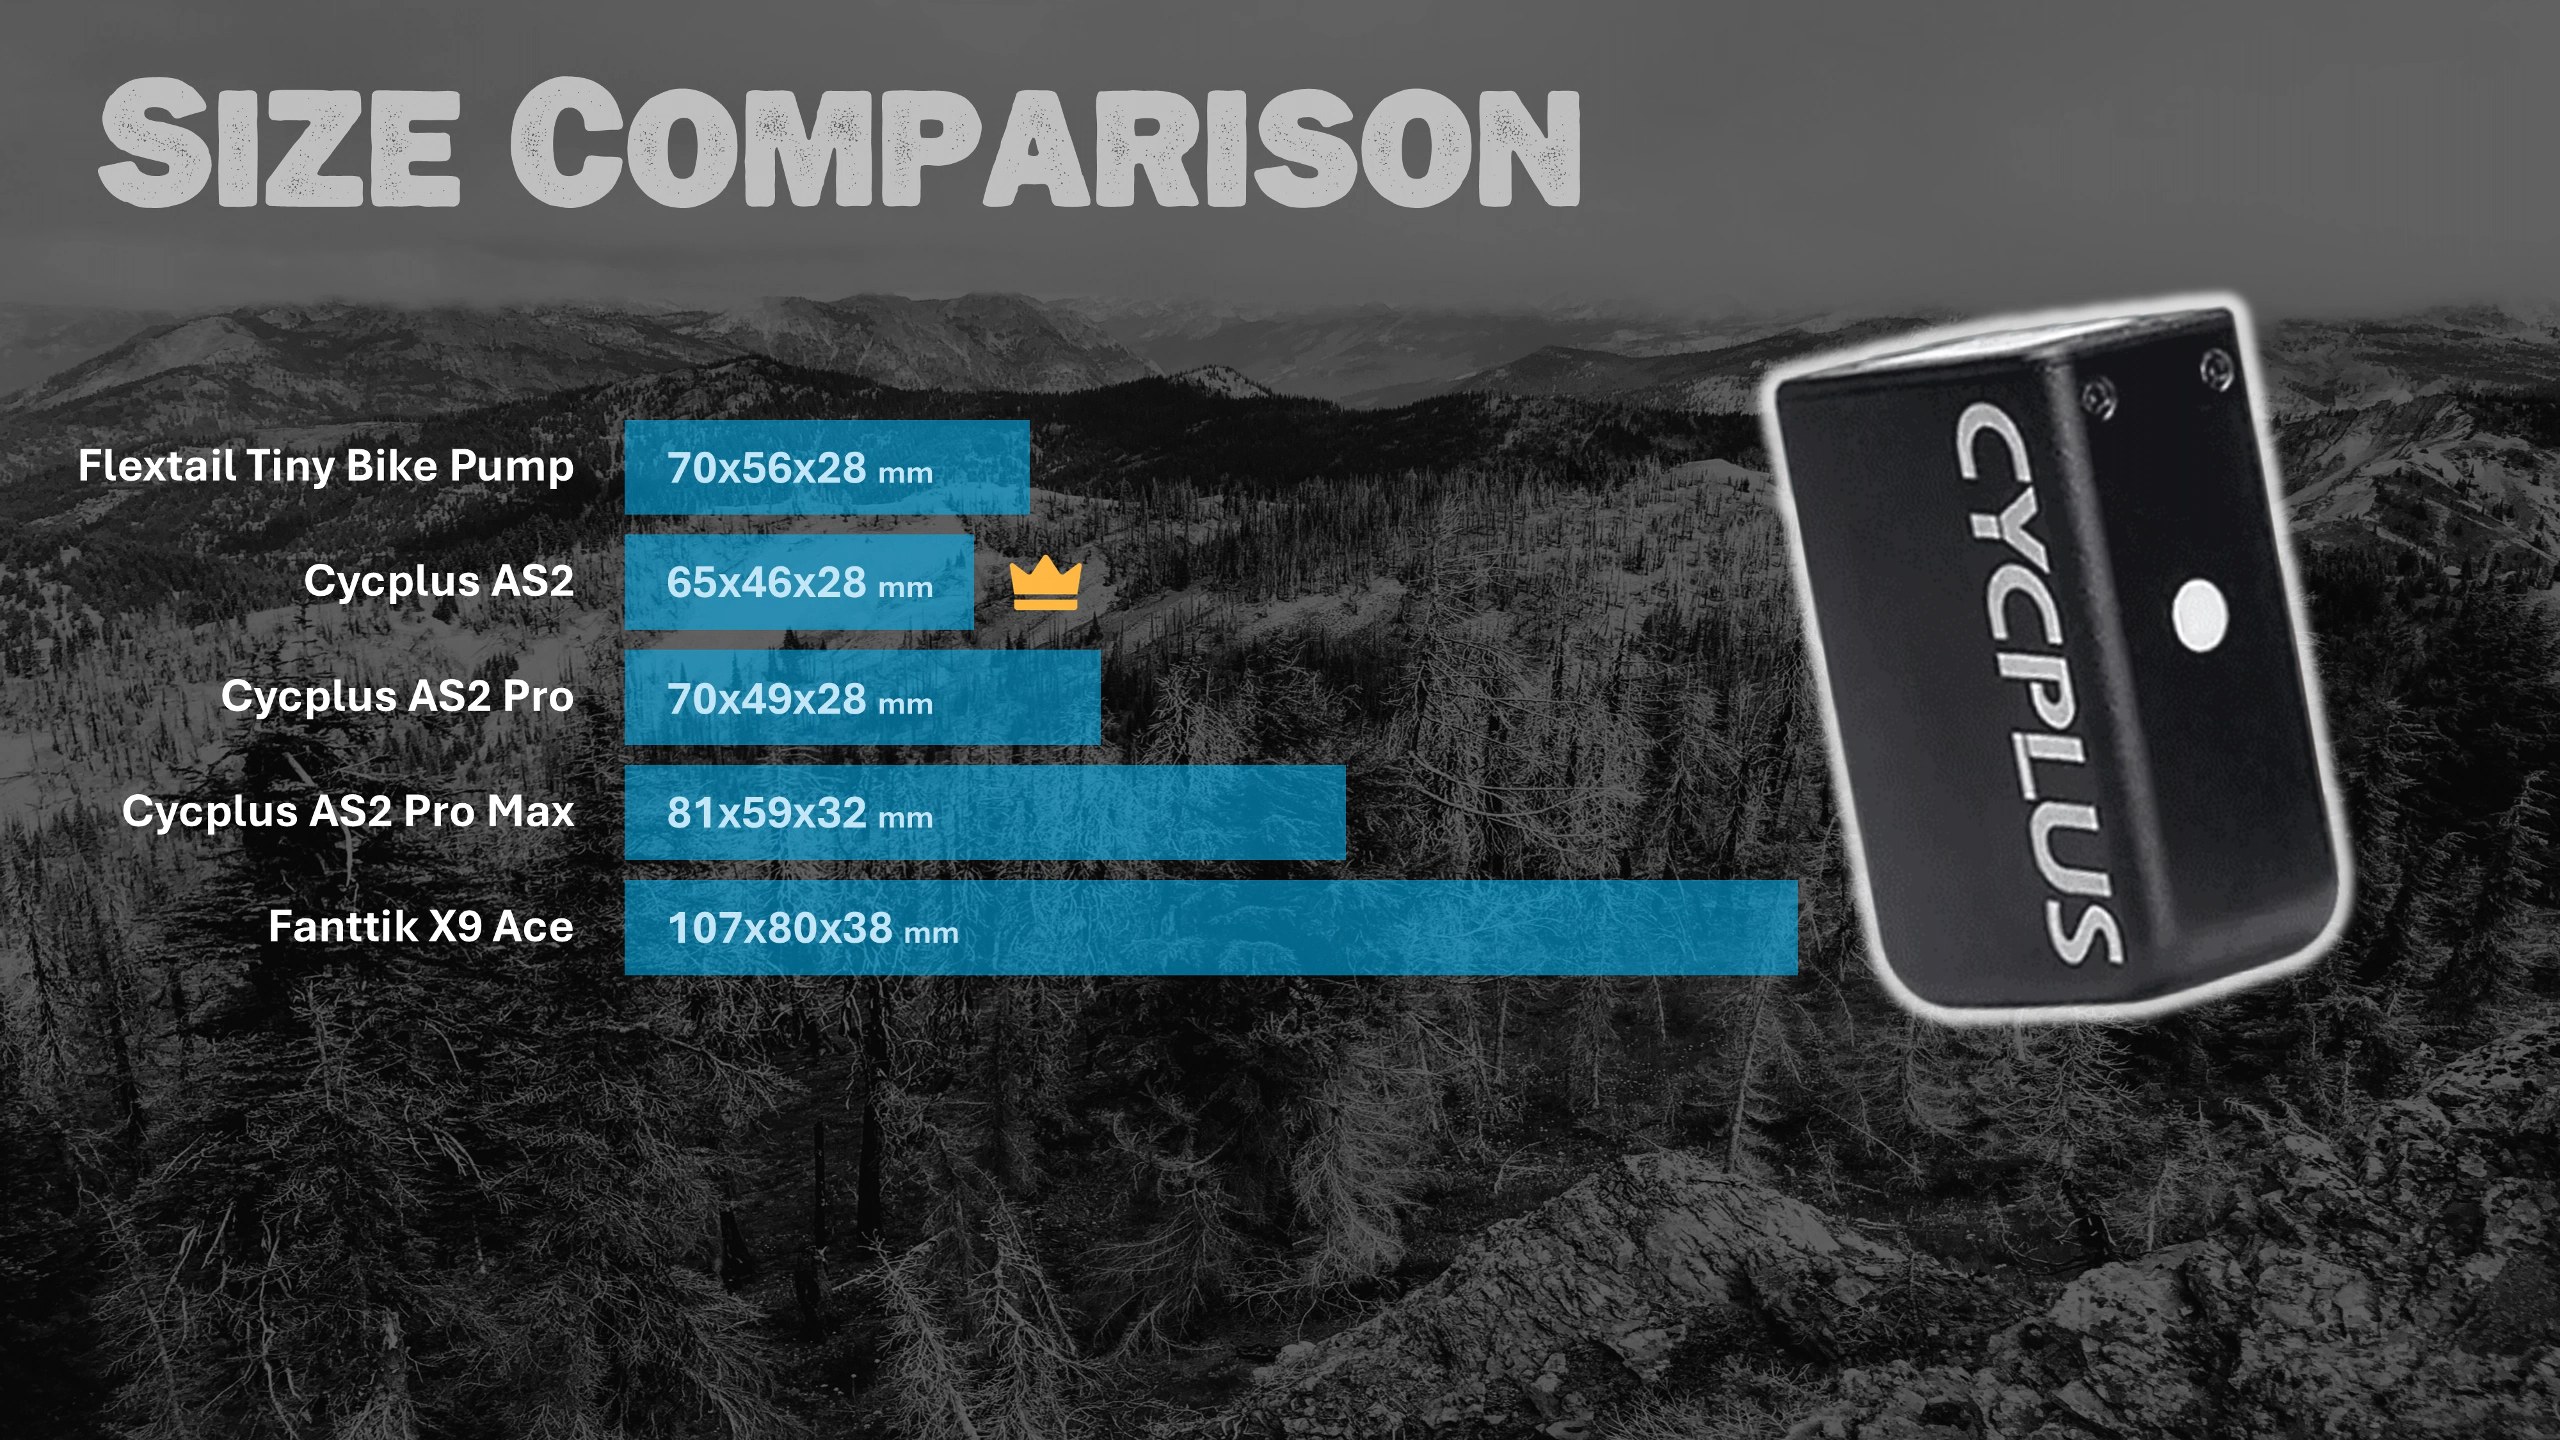 Size Comparison
Flextail Tiny Bike Pump 70x56x28 mm
Cycplus AS2 65x46x28 mm
Cycplus AS2 Pro 70x49x28 mm
Cycplus AS2 Pro Max 81x59x32 mm
Fanttik X9 Ace 107x80x38 mm
CYCPLUS